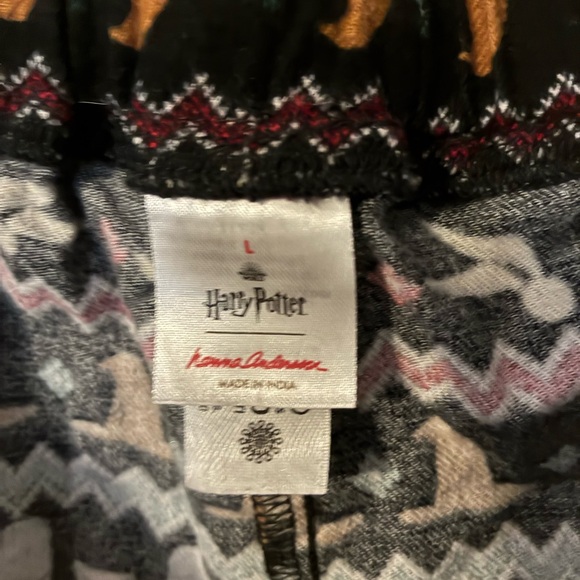 L
Harry Potter
Hanna Andersson
MADE IN INDIA